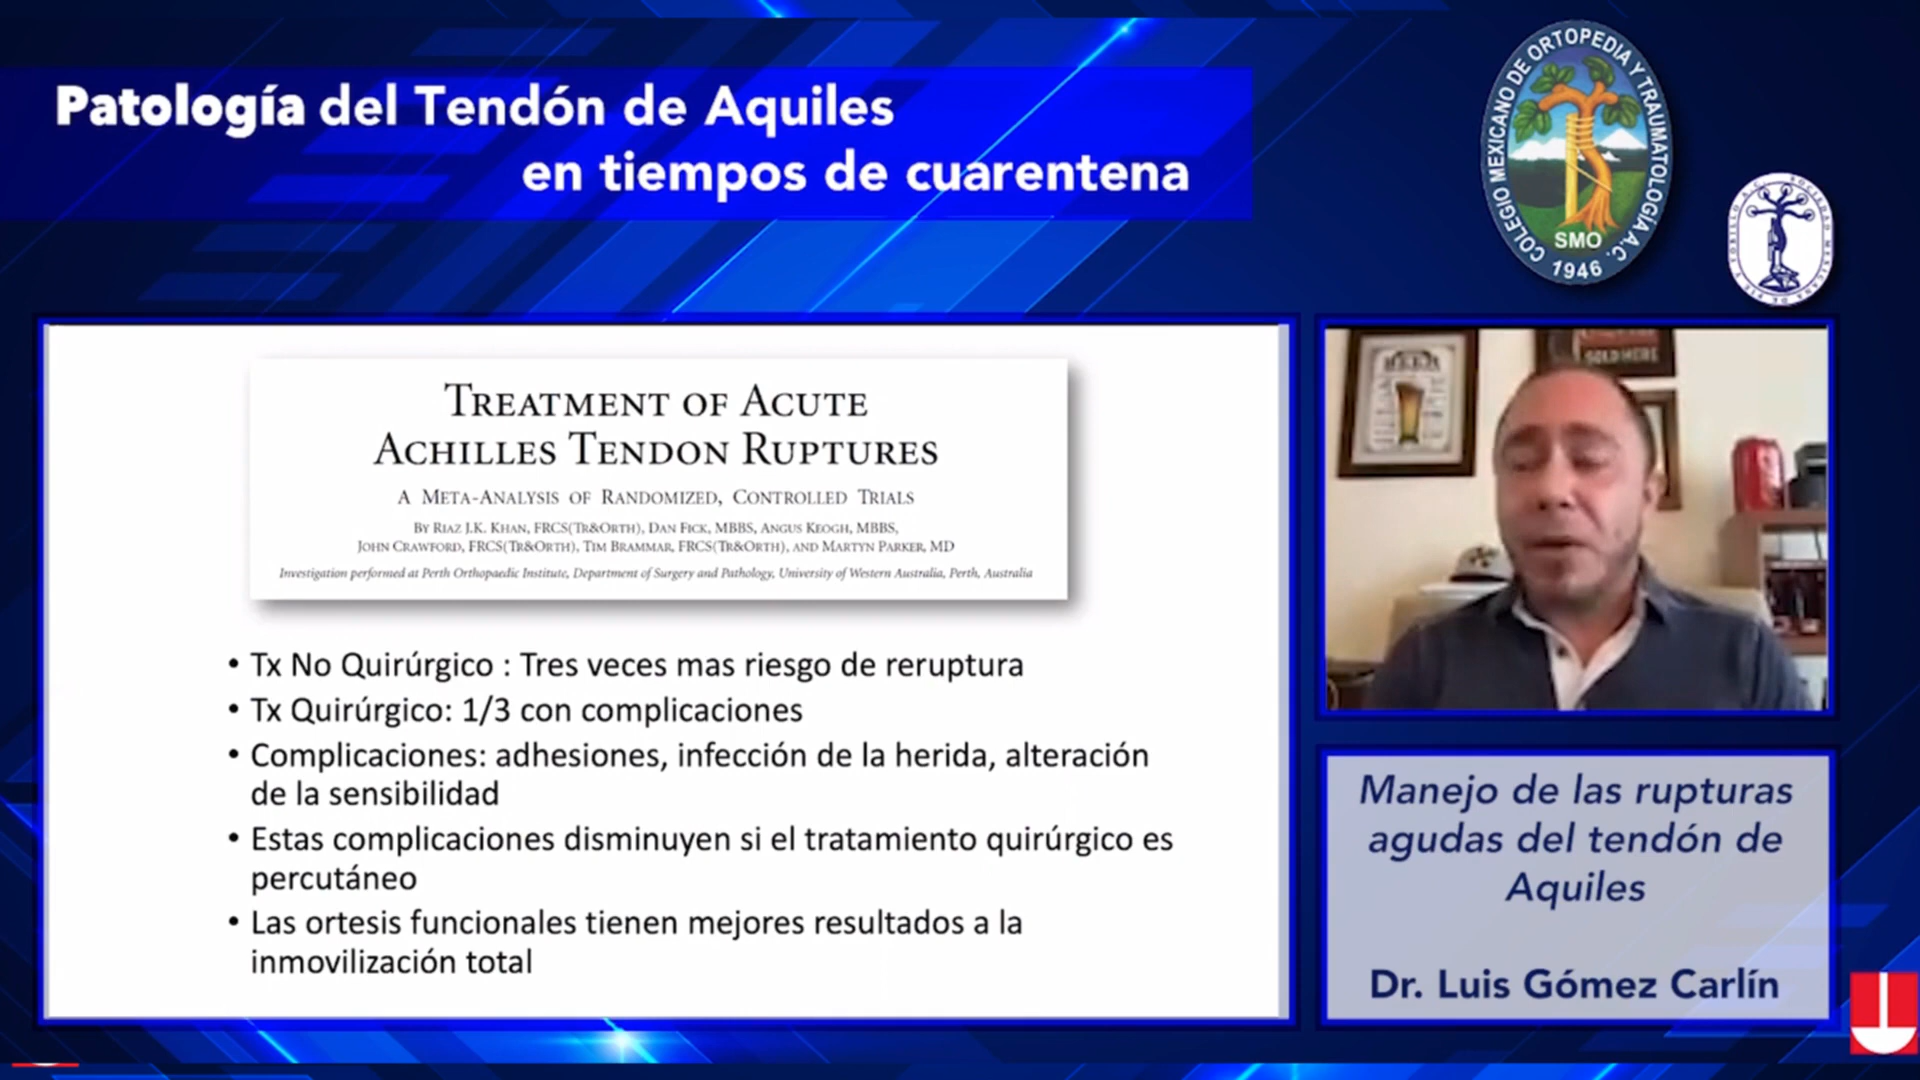 Patología del Tendón de Aquiles
en tiempos de cuarentena
COLEGIO MEXICANO DE ORTOPEDIA Y TRAUMATOLOGÍA A.C.
SMO
1946
TREATMENT OF ACUTE
ACHILLES TENDON RUPTURES
A META-ANALYSIS OF RANDOMIZED, CONTROLLED TRIALS
BY RIAZ J.K. KHAN, FRCS(TR&ORTH), DAN FICK, MBBS, ANGUS KEOGH, MBBS,
JOHN CRAWFORD, FRCS(TR&ORTH), TIM BRAMMAR, FRCS(TR&ORTH), AND MARTYN PARKER, MD
Investigation performed at Perth Orthopaedic Institute, Department of Surgery and Pathology, University of Western Australia, Perth, Australia
• Tx No Quirúrgico : Tres veces mas riesgo de reruptura
• Tx Quirúrgico: 1/3 con complicaciones
• Complicaciones: adhesiones, infección de la herida, alteración
de la sensibilidad
• Estas complicaciones disminuyen si el tratamiento quirúrgico es
percutáneo
• Las ortesis funcionales tienen mejores resultados a la
inmovilización total
BEER
SOLD HERE
Manejo de las rupturas
agudas del tendón de
Aquiles
Dr. Luis Gómez Carlín